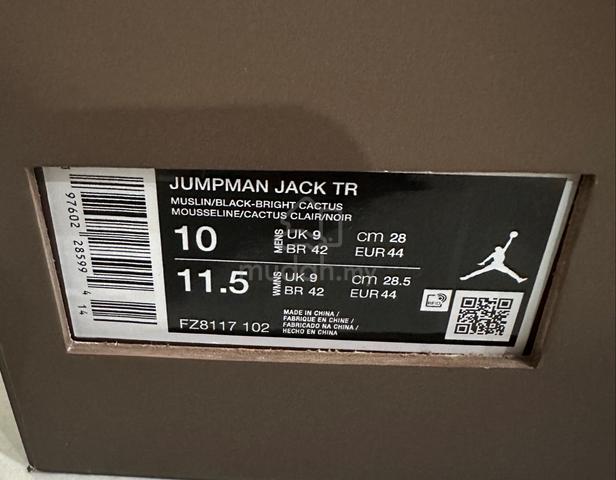 JUMPMAN JACK TR
MUSLIN/BLACK-BRIGHT CACTUS
MOUSSELINE/CACTUS CLAIR/NOIR
10 MENS UK 9 cm 28
BR 42 EUR 44
11.5 WMNS UK 9 cm 28.5
BR 42 EUR 44
FZ8117 102
MADE IN CHINA /
FABRIQUE EN CHINE /
FABRICADO NA CHINA /
HECHO EN CHINA
97602 28599 4 14
mudah.my